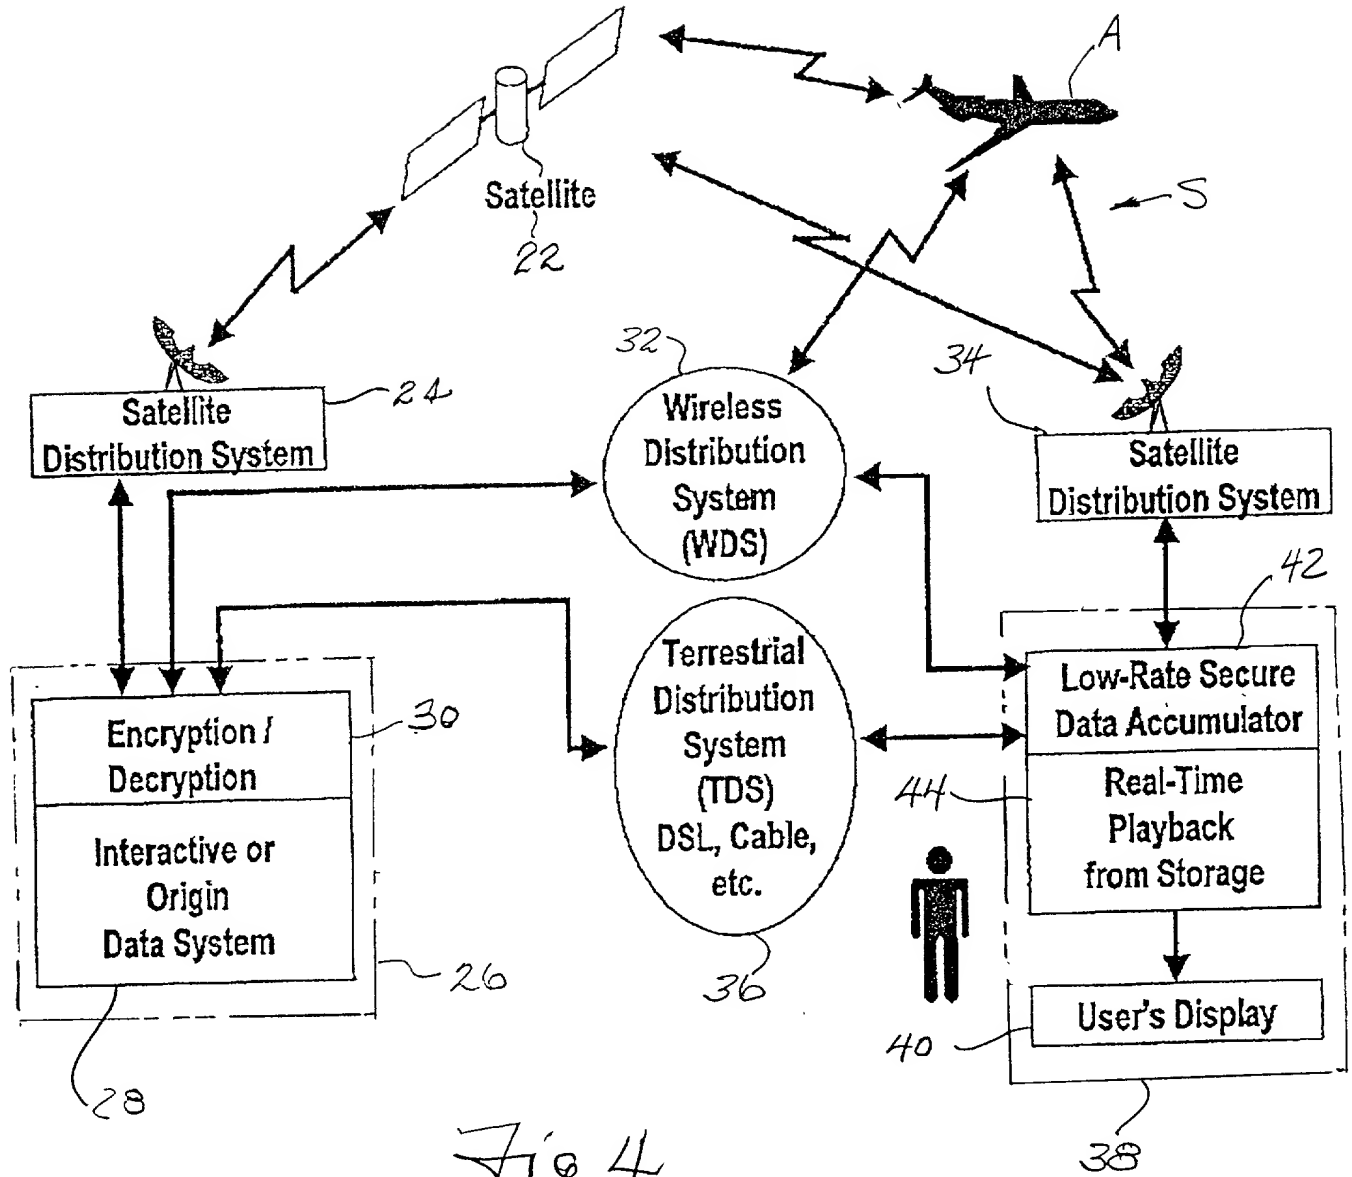 A
Satellite
22
S
32
34
24
Satellite
Distribution System
Wireless
Distribution
System
(WDS)
Satellite
Distribution System
42
Terrestrial
Distribution
System
(TDS)
DSL, Cable,
etc.
Low-Rate Secure
Data Accumulator
30
Encryption /
Decryption
44
Real-Time
Playback
from Storage
Interactive or
Origin
Data System
26
36
User's Display
40
28
38
Fig 4